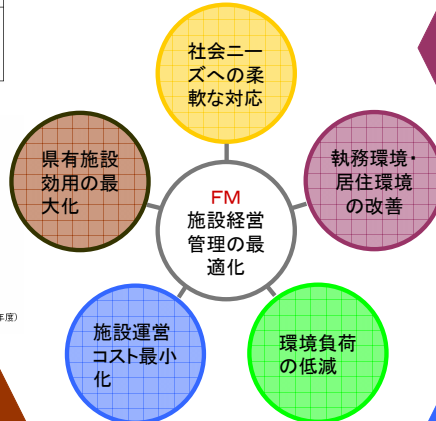 社会ニー
ズへの柔
軟な対応
県有施設
効用の最
大化
執務環境・
居住環境
の改善
FM
施設経営
管理の最
適化
年度）
施設運営
コスト最小
化
環境負荷
の低減